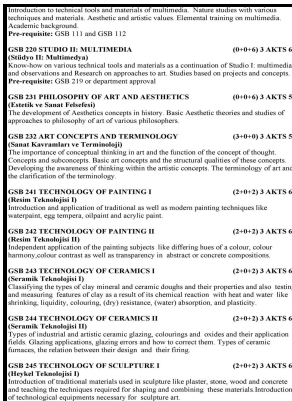 Introduction to technical tools and materials of multimedia. Nature studies with various
techniques and materials. Aesthetic and artistic values. Elemental training on multimedia.
Academic background.
Pre-requisite: GSB 111 and GSB 112
GSB 220 STUDIO II: MULTIMEDIA (0+0+6) 3 AKTS 6
(Stüdyo II: Multimedya)
Know-how on various technical tools and materials as a continuation of Studio I: multimedia
and observations and Research on approaches to art. Studies based on projects and concepts.
Pre-requisite: GSB 219 or department approval
GSB 231 PHILOSOPHY OF ART AND AESTHETICS (0+0+0) 3 AKTS 5
(Estetik ve Sanat Felsefesi)
The development of Aesthetics concepts in history. Basic Aesthetic theories and studies of
approaches to philosophy of art of various philosophers.
GSB 232 ART CONCEPTS AND TERMINOLOGY (3+0+0) 3 AKTS 5
(Sanat Kavramları ve Terminoloji)
The importance of conceptual thinking in art and the function of the concept of thought.
Concepts and subconcepts. Basic art concepts and the structural qualities of these concepts.
Developing the awareness of thinking within the artistic concepts. The terminology of art and
the clarification of the terminology.
GSB 241 TECHNOLOGY OF PAINTING I (2+0+2) 3 AKTS 6
(Resim Teknolojisi I)
Introduction and application of traditional as well as modern painting techniques like
waterpaint, egg tempera, oilpaint and acrylic paint.
GSB 242 TECHNOLOGY OF PAINTING II (2+0+2) 3 AKTS 6
(Resim Teknolojisi II)
Independent application of the painting subjects like differing hues of a colour, colour
harmony,colour contrast as well as transparency in abstract or concrete compositions.
GSB 243 TECHNOLOGY OF CERAMICS I (2+0+2) 3 AKTS 6
(Seramik Teknolojisi I)
Classifying the types of clay mineral and ceramic doughs and their properties and also testing
and measuring features of clay as a result of its chemical reaction with heat and water like
shrinking, liquidity, colouring, (dry) resistance, (water) absorption, and plasticity.
GSB 244 TECHNOLOGY OF CERAMICS II (2+0+2) 3 AKTS 6
(Seramik Teknolojisi II)
Types of industrial and artistic ceramic glazing, colourings and oxides and their application
fields. Glazing applications, glazing errors and how to correct them. Types of ceramic
furnaces, the relation between their design and their firing.
GSB 245 TECHNOLOGY OF SCULPTURE I (2+0+2) 3 AKTS 6
(Heykel Teknolojisi I)
Introduction of traditional materials used in sculpture like plaster, stone, wood and concrete
and teaching the techniques required for shaping and combining these materials.Introduction
of technological equipments necessary for sculpture art.